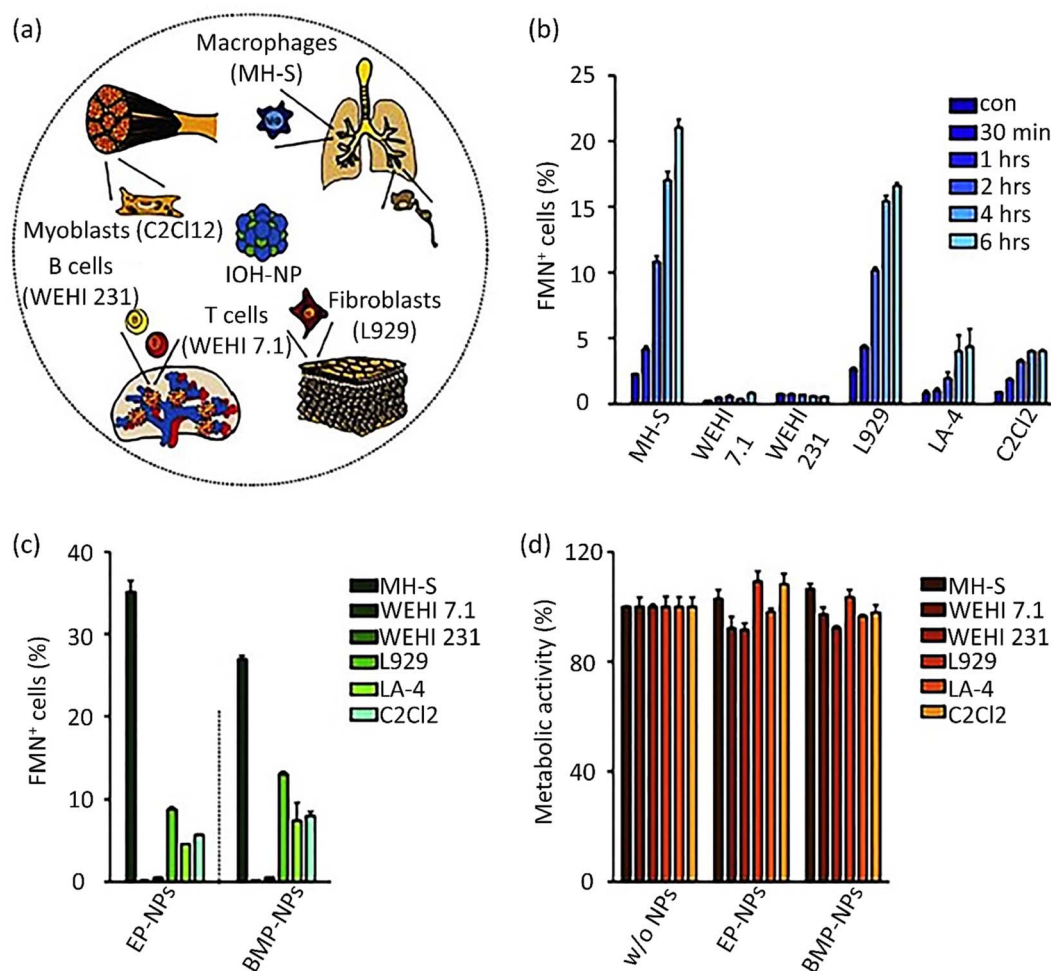 (a)
Macrophages
(MH-S)
Myoblasts (C2Cl12)
IOH-NP
B cells
(WEHI 231)
T cells
(WEHI 7.1)
Fibroblasts
(L929)
(b)
FMN⁺ cells (%)
25
20
15
10
5
0
con
30 min
1 hrs
2 hrs
4 hrs
6 hrs
MH-S
WEHI
7.1
WEHI
231
L929
LA-4
C2Cl2
(c)
FMN⁺ cells (%)
40
30
20
10
0
MH-S
WEHI 7.1
WEHI 231
L929
LA-4
C2Cl2
EP-NPs
BMP-NPs
(d)
Metabolic activity (%)
120
80
40
0
MH-S
WEHI 7.1
WEHI 231
L929
LA-4
C2Cl2
w/o NPs
EP-NPs
BMP-NPs